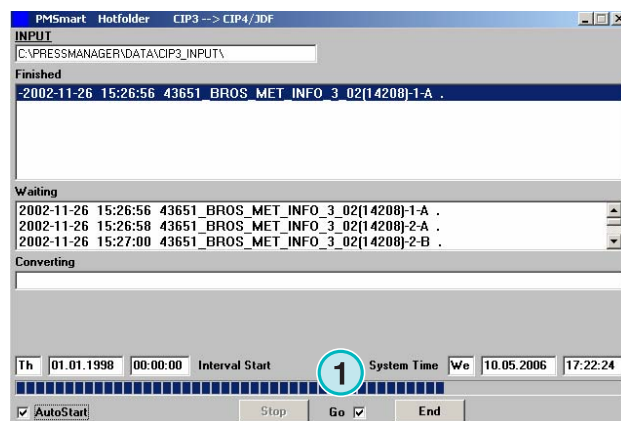 PMSmart Hotfolder CIP3 --> CIP4/JDF
INPUT
C:\PRESSMANAGER\DATA\CIP3_INPUT\
Finished
-2002-11-26 15:26:56 43651_BROS_MET_INFO_3_02(14208)-1-A .
Waiting
2002-11-26 15:26:56 43651_BROS_MET_INFO_3_02(14208)-1-A .
2002-11-26 15:26:58 43651_BROS_MET_INFO_3_02(14208)-2-A .
2002-11-26 15:27:00 43651_BROS_MET_INFO_3_02(14208)-2-B .
Converting
Th 01.01.1998 00:00:00 Interval Start System Time We 10.05.2006 17:22:24
1
AutoStart Stop Go End